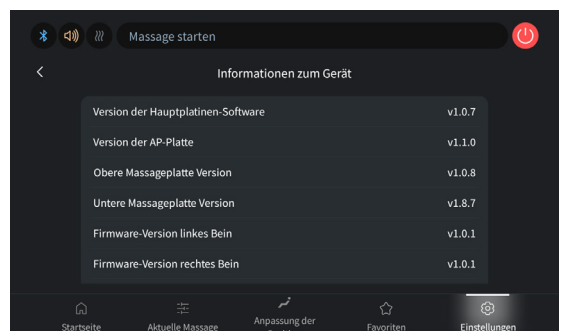 Massage starten
Informationen zum Gerät
Version der Hauptplatinen-Software v1.0.7
Version der AP-Platte v1.1.0
Obere Massageplatte Version v1.0.8
Untere Massageplatte Version v1.8.7
Firmware-Version linkes Bein v1.0.1
Firmware-Version rechtes Bein v1.0.1
Startseite Aktuelle Massage Anpassung der Favoriten Einstellungen